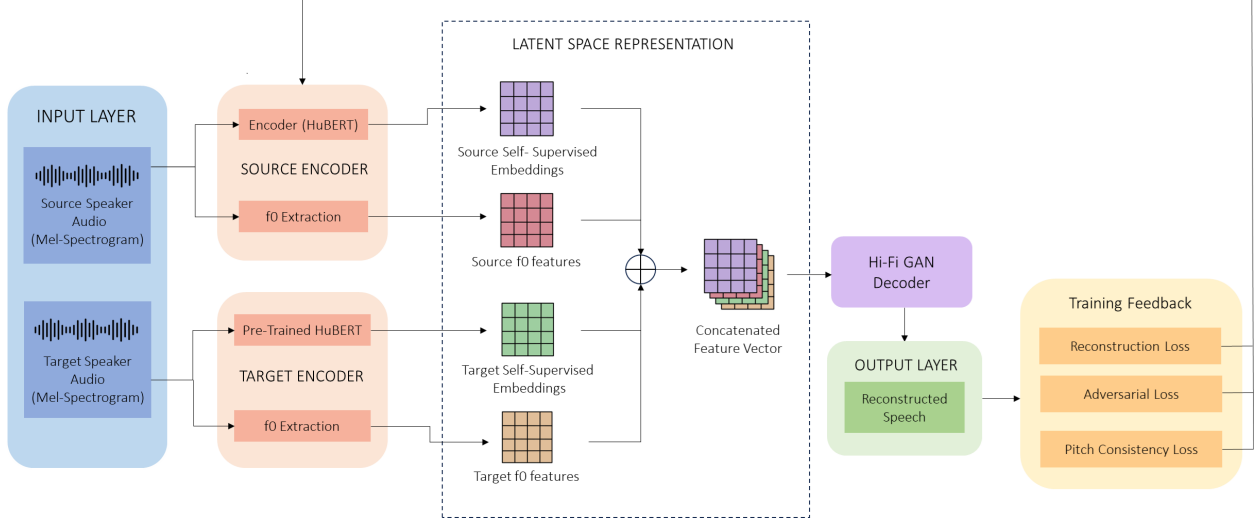 LATENT SPACE REPRESENTATION
INPUT LAYER
Source Speaker
Audio
(Mel-Spectrogram)
Target Speaker
Audio
(Mel-Spectrogram)
Encoder (HuBERT)
SOURCE ENCODER
f0 Extraction
Pre-Trained HuBERT
TARGET ENCODER
f0 Extraction
Source Self- Supervised
Embeddings
Source f0 features
Target Self-Supervised
Embeddings
Target f0 features
Concatenated
Feature Vector
Hi-Fi GAN
Decoder
OUTPUT LAYER
Reconstructed
Speech
Training Feedback
Reconstruction Loss
Adversarial Loss
Pitch Consistency Loss